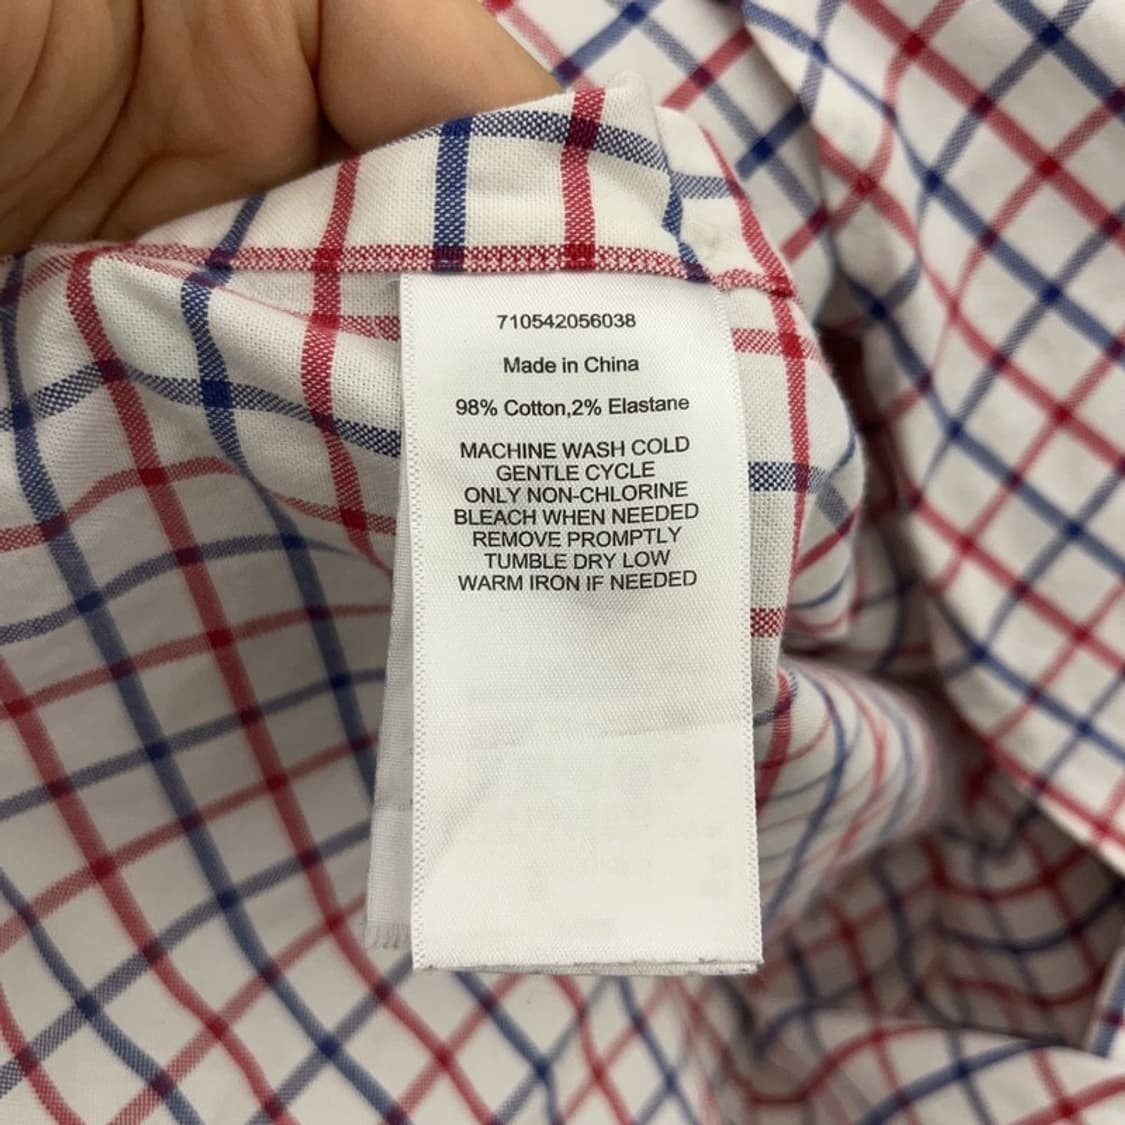 710542056038
Made in China
98% Cotton,2% Elastane
MACHINE WASH COLD
GENTLE CYCLE
ONLY NON-CHLORINE
BLEACH WHEN NEEDED
REMOVE PROMPTLY
TUMBLE DRY LOW
WARM IRON IF NEEDED